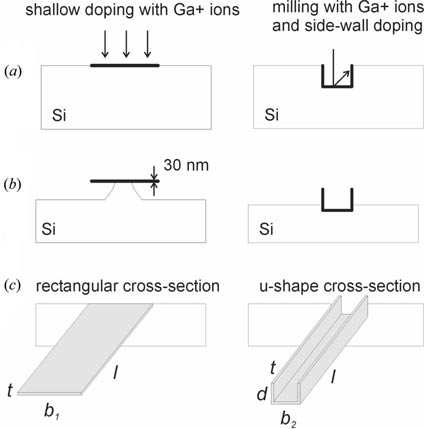 shallow doping with Ga+ ions
milling with Ga+ ions
and side-wall doping
(a)
Si
Si
(b)
30 nm
Si
Si
(c)
rectangular cross-section
u-shape cross-section
t
l
b1
t
d
l
b2